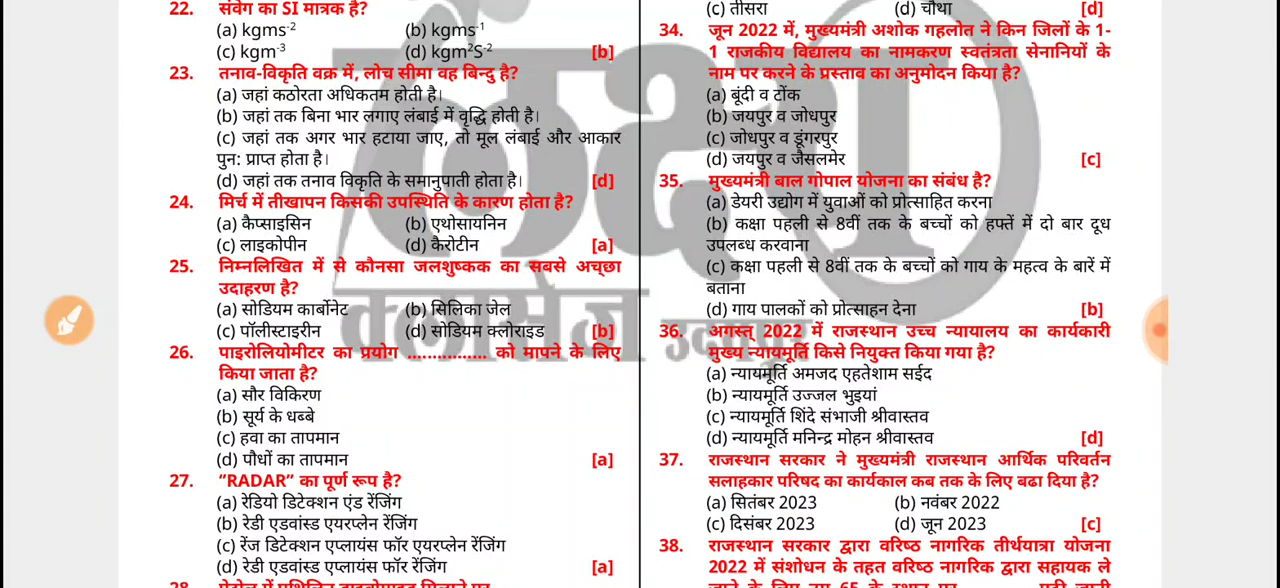 22. संवेग का SI मात्रक है?
(a) kgms⁻² (b) kgms⁻¹
(c) kgm⁻³ (d) kgm²S⁻² [b]
23. तनाव-विकृति वक्र में, लोच सीमा वह बिन्दु है?
(a) जहां कठोरता अधिकतम होती है।
(b) जहां तक बिना भार लगाए लंबाई में वृद्धि होती है।
(c) जहां तक अगर भार हटाया जाए, तो मूल लंबाई और आकार
पुन: प्राप्त होता है।
(d) जहां तक तनाव विकृति के समानुपाती होता है। [d]
24. मिर्च में तीखापन किसकी उपस्थिति के कारण होता है?
(a) कैप्साइसिन (b) एथोसायनिन
(c) लाइकोपीन (d) कैरोटीन [a]
25. निम्नलिखित में से कौनसा जलशुष्कक का सबसे अच्छा
उदाहरण है?
(a) सोडियम कार्बोनेट (b) सिलिका जेल
(c) पॉलीस्टाइरीन (d) सोडियम क्लोराइड [b]
26. पाइरोलियोमीटर का प्रयोग ................ को मापने के लिए
किया जाता है?
(a) सौर विकिरण
(b) सूर्य के धब्बे
(c) हवा का तापमान
(d) पौधों का तापमान [a]
27. "RADAR" का पूर्ण रूप है?
(a) रेडियो डिटेक्शन एंड रेंजिंग
(b) रेडी एडवांस्ड एयरप्लेन रेंजिंग
(c) रेंज डिटेक्शन एप्लायंस फॉर एयरप्लेन रेंजिंग
(d) रेडी एडवांस्ड एप्लायंस फॉर रेंजिंग [a]
(c) तीसरा (d) चौथा [d]
34. जून 2022 में, मुख्यमंत्री अशोक गहलोत ने किन जिलों के 1-
1 राजकीय विद्यालय का नामकरण स्वतंत्रता सेनानियों के
नाम पर करने के प्रस्ताव का अनुमोदन किया है?
(a) बूंदी व टोंक
(b) जयपुर व जोधपुर
(c) जोधपुर व डूंगरपुर
(d) जयपुर व जैसलमेर [c]
35. मुख्यमंत्री बाल गोपाल योजना का संबंध है?
(a) डेयरी उद्योग में युवाओं को प्रोत्साहित करना
(b) कक्षा पहली से 8वीं तक के बच्चों को हफ्तें में दो बार दूध
उपलब्ध करवाना
(c) कक्षा पहली से 8वीं तक के बच्चों को गाय के महत्व के बारें में
बताना
(d) गाय पालकों को प्रोत्साहन देना [b]
36. अगस्त् 2022 में राजस्थान उच्च न्यायालय का कार्यकारी
मुख्य न्यायमूर्ति किसे नियुक्त किया गया है?
(a) न्यायमूर्ति अमजद एहतेशाम सईद
(b) न्यायमूर्ति उज्जल भुइयां
(c) न्यायमूर्ति शिंदे संभाजी श्रीवास्तव
(d) न्यायमूर्ति मनिन्द्र मोहन श्रीवास्तव [d]
37. राजस्थान सरकार ने मुख्यमंत्री राजस्थान आर्थिक परिवर्तन
सलाहकार परिषद का कार्यकाल कब तक के लिए बढा दिया है?
(a) सितंबर 2023 (b) नवंबर 2022
(c) दिसंबर 2023 (d) जून 2023 [c]
38. राजस्थान सरकार द्वारा वरिष्ठ नागरिक तीर्थयात्रा योजना
2022 में संशोधन के तहत वरिष्ठ नागरिक द्वारा सहायक ले
लक्ष्य
क्लासेज उदयपुर